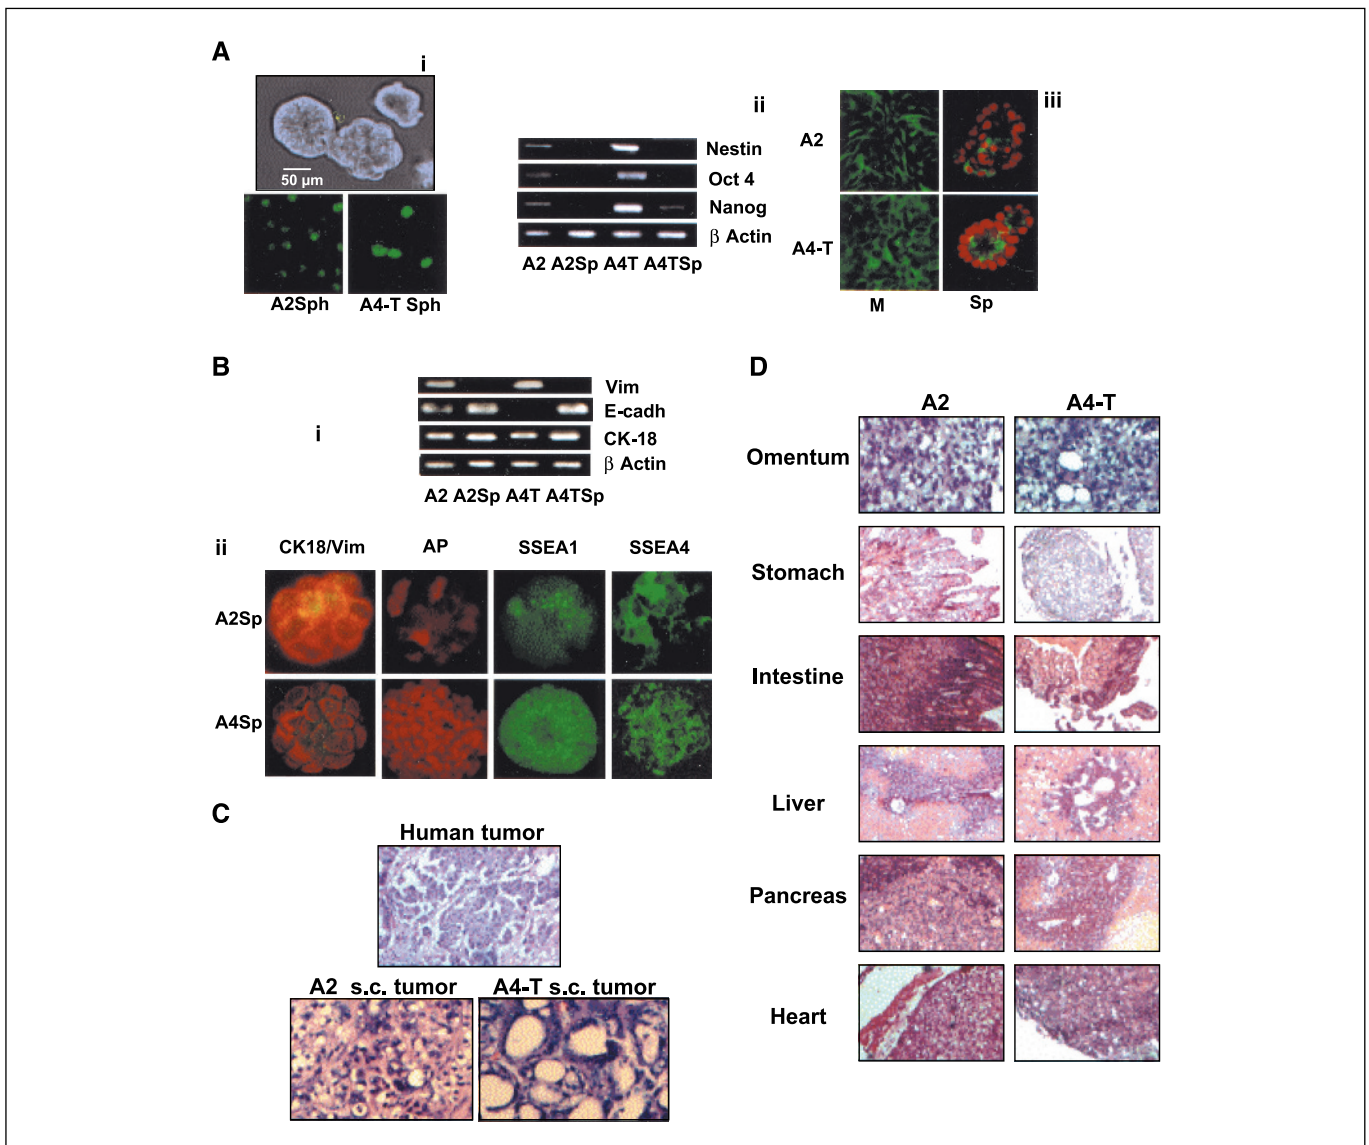 A
i
50 µm
A2Sph A4-T Sph
ii
Nestin
Oct 4
Nanog
β Actin
A2 A2Sp A4T A4TSp
iii
A2
A4-T
M Sp
B
i
Vim
E-cadh
CK-18
β Actin
A2 A2Sp A4T A4TSp
ii
CK18/Vim AP SSEA1 SSEA4
A2Sp
A4Sp
C
Human tumor
A2 s.c. tumor A4-T s.c. tumor
D
A2 A4-T
Omentum
Stomach
Intestine
Liver
Pancreas
Heart